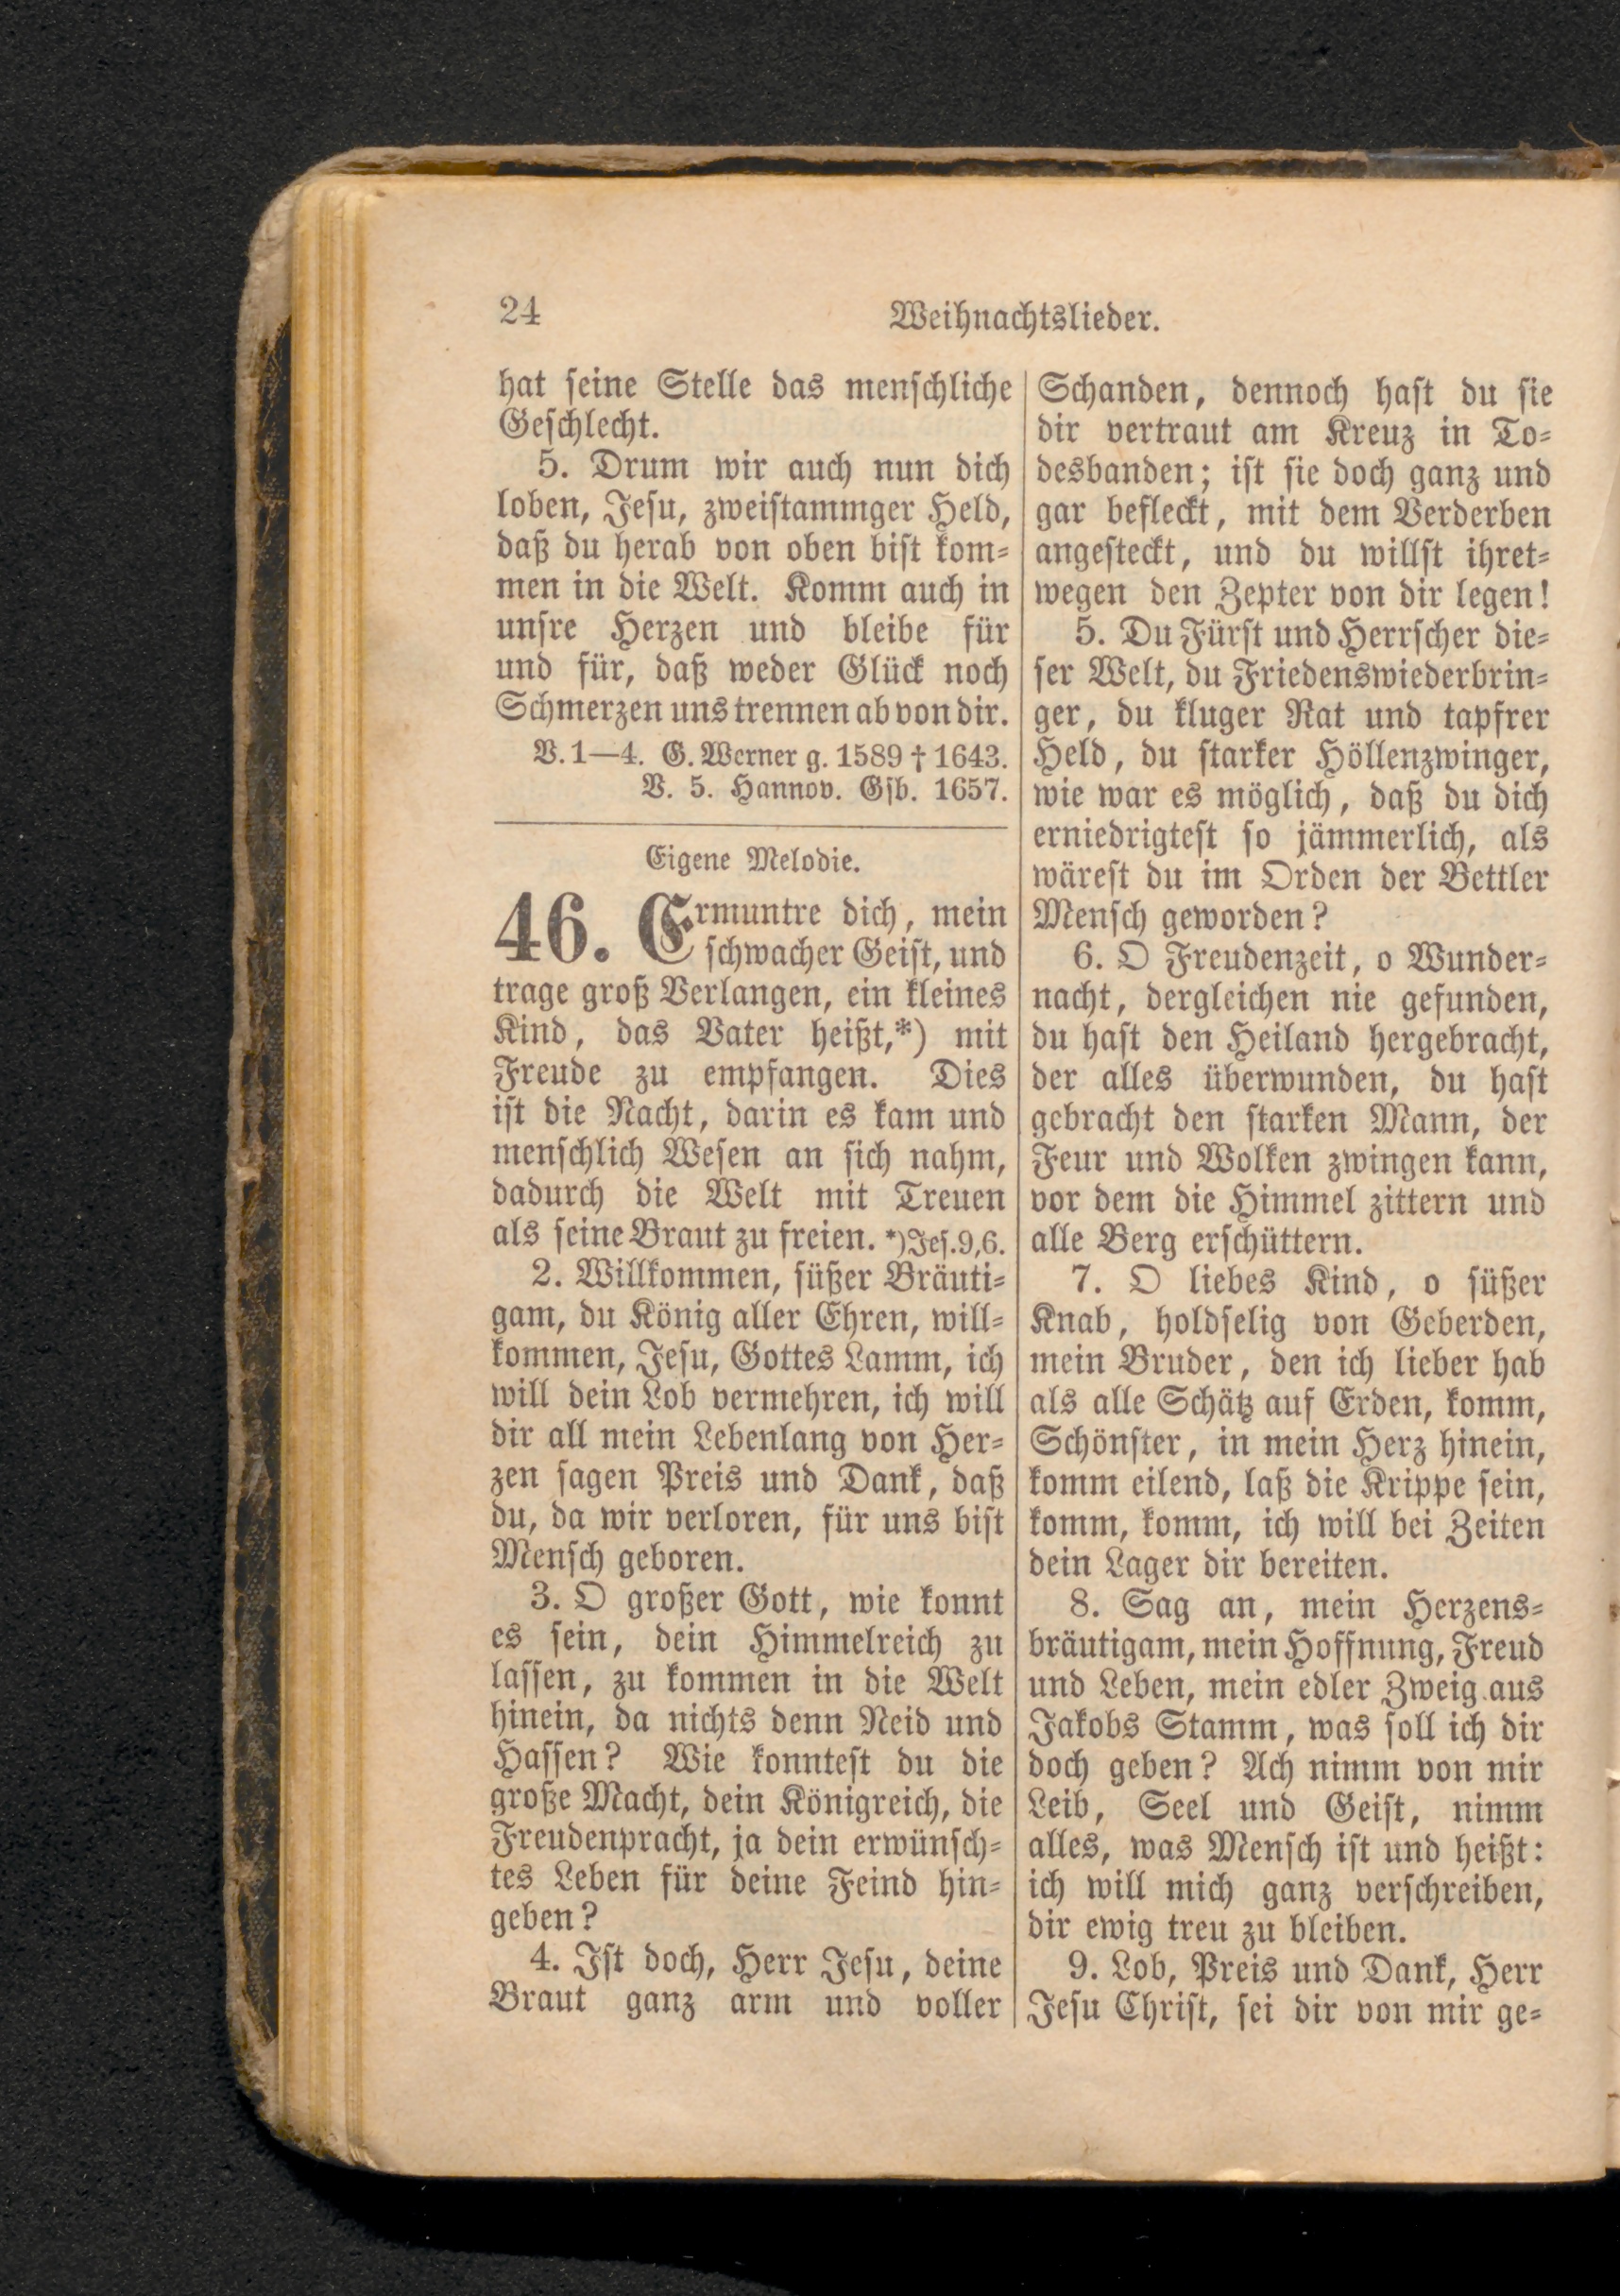 24
Weihnachtslieder.
hat seine Stelle das menschliche
Geschlecht.
5. Drum wir auch nun dich
loben, Jesu, zweistammger Held,
daß du herab von oben bist kom-
men in die Welt. Komm auch in
unsre Herzen und bleibe für
und für, daß weder Glück noch
Schmerzen uns trennen ab von dir.
V. 1—4. G. Werner g. 1589 † 1643.
V. 5. Hannov. Gsb. 1657.
Eigene Melodie.
46. Ermuntre dich, mein
schwacher Geist, und
trage groß Verlangen, ein kleines
Kind, das Vater heißt,*) mit
Freude zu empfangen. Dies
ist die Nacht, darin es kam und
menschlich Wesen an sich nahm,
dadurch die Welt mit Treuen
als seine Braut zu freien. *) Jes. 9,6.
2. Willkommen, süßer Bräuti-
gam, du König aller Ehren, will-
kommen, Jesu, Gottes Lamm, ich
will dein Lob vermehren, ich will
dir all mein Lebenlang von Her-
zen sagen Preis und Dank, daß
du, da wir verloren, für uns bist
Mensch geboren.
3. O großer Gott, wie konnt
es sein, dein Himmelreich zu
lassen, zu kommen in die Welt
hinein, da nichts denn Neid und
Hassen? Wie konntest du die
große Macht, dein Königreich, die
Freudenpracht, ja dein erwünsch-
tes Leben für deine Feind hin-
geben?
4. Ist doch, Herr Jesu, deine
Braut ganz arm und voller
Schanden, dennoch hast du sie
dir vertraut am Kreuz in To-
desbanden; ist sie doch ganz und
gar befleckt, mit dem Verderben
angesteckt, und du willst ihret-
wegen den Zepter von dir legen!
5. Du Fürst und Herrscher die-
ser Welt, du Friedenswiederbrin-
ger, du kluger Rat und tapfrer
Held, du starker Höllenzwinger,
wie war es möglich, daß du dich
erniedrigtest so jämmerlich, als
wärest du im Orden der Bettler
Mensch geworden?
6. O Freudenzeit, o Wunder-
nacht, dergleichen nie gefunden,
du hast den Heiland hergebracht,
der alles überwunden, du hast
gebracht den starken Mann, der
Feur und Wolken zwingen kann,
vor dem die Himmel zittern und
alle Berg erschüttern.
7. O liebes Kind, o süßer
Knab, holdselig von Geberden,
mein Bruder, den ich lieber hab
als alle Schätz auf Erden, komm,
Schönster, in mein Herz hinein,
komm eilend, laß die Krippe sein,
komm, komm, ich will bei Zeiten
dein Lager dir bereiten.
8. Sag an, mein Herzens-
bräutigam, mein Hoffnung, Freud
und Leben, mein edler Zweig aus
Jakobs Stamm, was soll ich dir
doch geben? Ach nimm von mir
Leib, Seel und Geist, nimm
alles, was Mensch ist und heißt:
ich will mich ganz verschreiben,
dir ewig treu zu bleiben.
9. Lob, Preis und Dank, Herr
Jesu Christ, sei dir von mir ge-